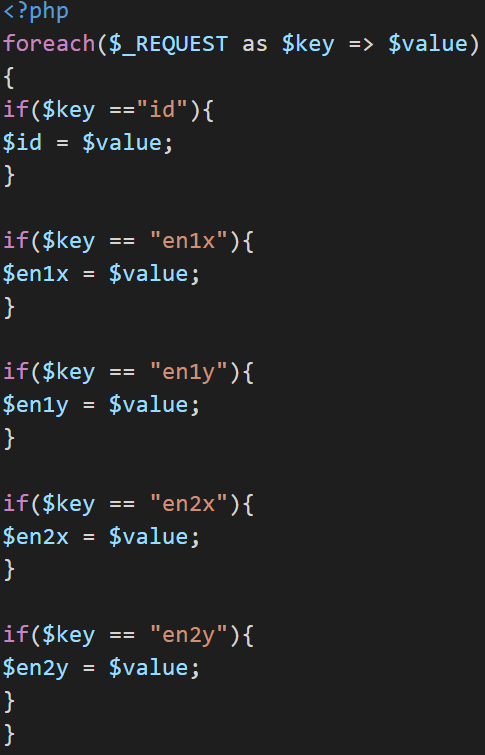 <?php
foreach($_REQUEST as $key => $value)
{
if($key =="id"){
$id = $value;
}

if($key == "en1x"){
$en1x = $value;
}

if($key == "en1y"){
$en1y = $value;
}

if($key == "en2x"){
$en2x = $value;
}

if($key == "en2y"){
$en2y = $value;
}
}